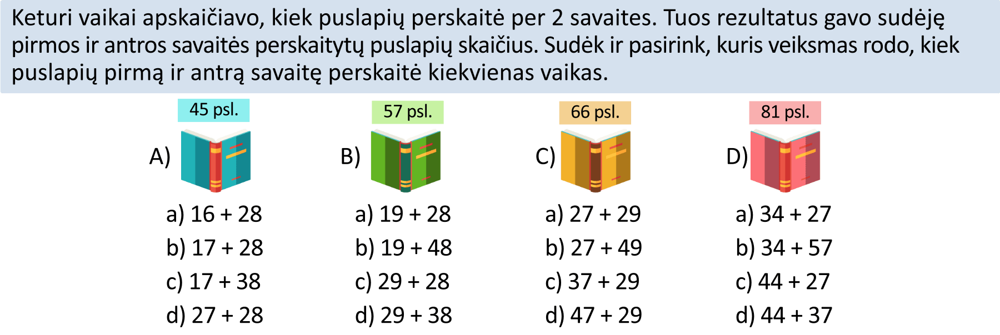 Keturi vaikai apskaičiavo, kiek puslapių perskaitė per 2 savaites. Tuos rezultatus gavo sudėję
pirmos ir antros savaitės perskaitytų puslapių skaičius. Sudėk ir pasirink, kuris veiksmas rodo, kiek
puslapių pirmą ir antrą savaitę perskaitė kiekvienas vaikas.
45 psl. 57 psl. 66 psl. 81 psl.
A) B) C) D)
a) 16 + 28 a) 19 + 28 a) 27 + 29 a) 34 + 27
b) 17 + 28 b) 19 + 48 b) 27 + 49 b) 34 + 57
c) 17 + 38 c) 29 + 28 c) 37 + 29 c) 44 + 27
d) 27 + 28 d) 29 + 38 d) 47 + 29 d) 44 + 37